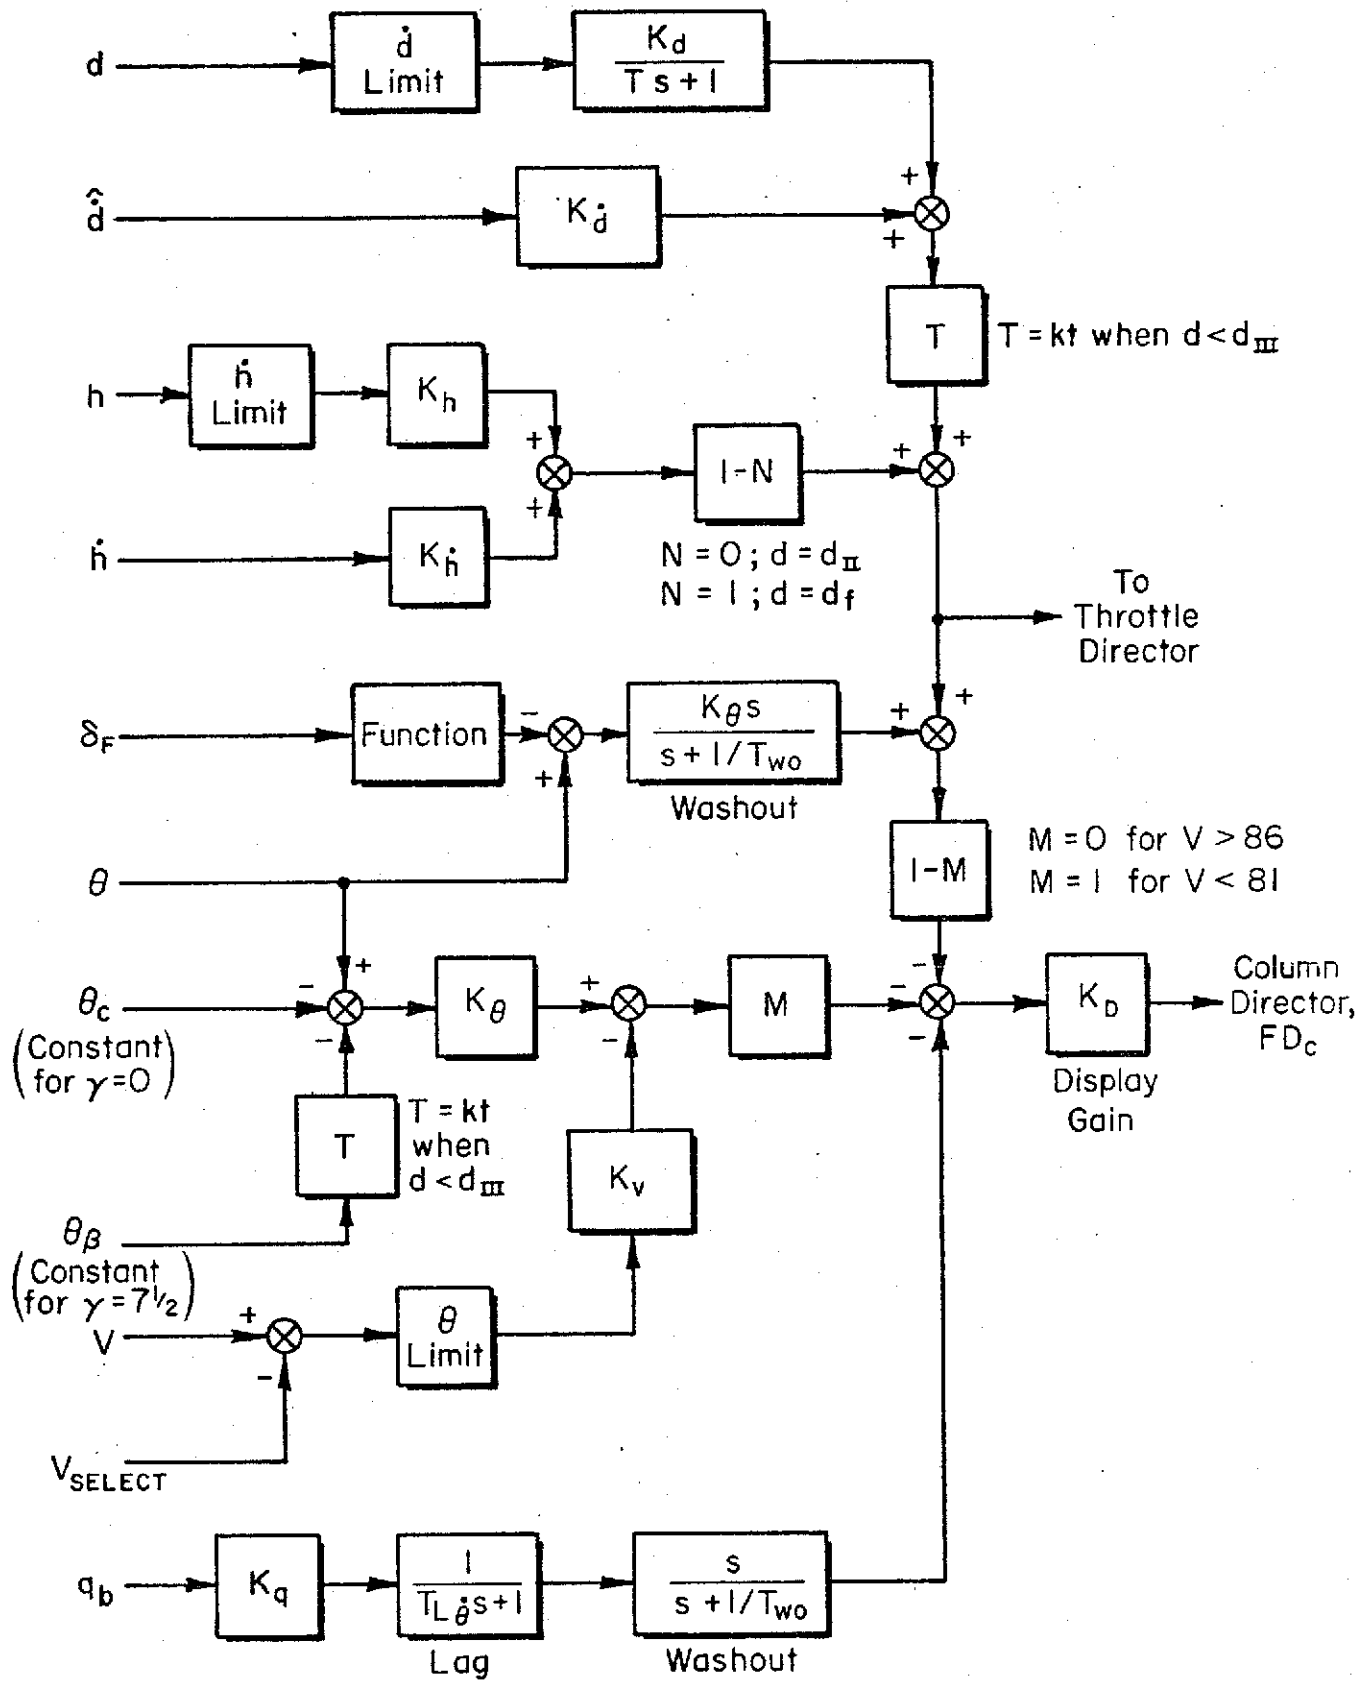 d
ḋ
Limit
K_d
T s + 1
+
d̂̇
K_ḋ
+
T
T = kt when d < d_III
h
ḣ
Limit
K_h
+
+
+
1-N
+
ḣ
K_ḣ
N = 0 ; d = d_II
N = 1 ; d = d_f
To
Throttle
Director
δ_F
Function
-
+
K_θ s
s + 1/T_wo
Washout
+
+
θ
1-M
M = 0 for V > 86
M = 1 for V < 81
θ_c
(Constant
for γ=0)
-
+
-
K_θ
+
-
M
-
-
-
K_D
Display
Gain
Column
Director,
FD_c
T
T = kt
when
d < d_III
K_v
θ_β
(Constant
for γ = 7½)
V
+
-
θ
Limit
V_SELECT
q_b
K_q
1
T_Lθ̇ s + 1
Lag
s
s + 1/T_wo
Washout